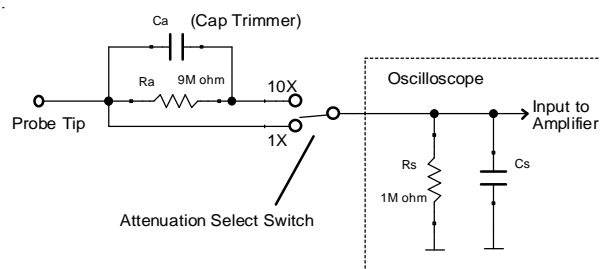 Ca (Cap Trimmer)
Ra 9M ohm
10X
Oscilloscope
Probe Tip
1X
Input to
Amplifier
Rs
Cs
1M ohm
Attenuation Select Switch